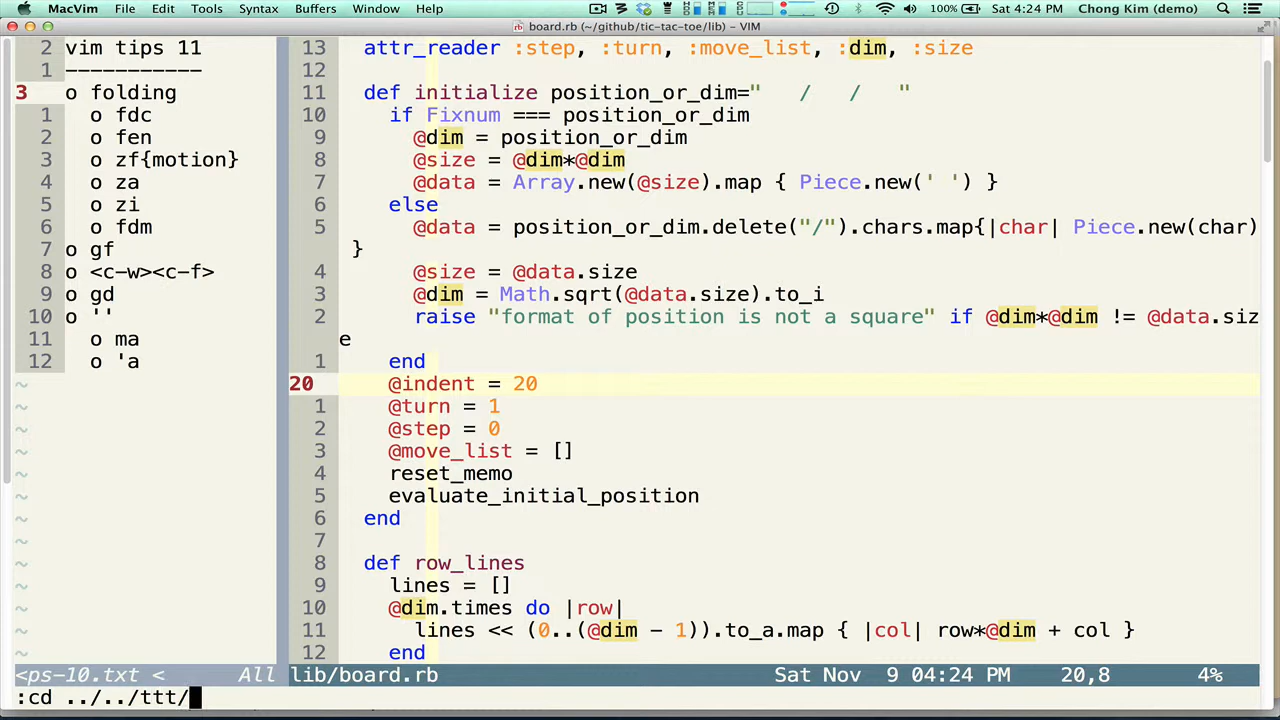 MacVim File Edit Tools Syntax Buffers Window Help 100% Sat 4:24 PM Chong Kim (demo)
board.rb (~/github/tic-tac-toe/lib) – VIM
2 vim tips 11
1 -----------
3 o folding
1 o fdc
2 o fen
3 o zf{motion}
4 o za
5 o zi
6 o fdm
7 o gf
8 o <c-w><c-f>
9 o gd
10 o ''
11 o ma
12 o 'a
~
~
~
~
~
~
~
~
~
~
~
~
~
<ps-10.txt < All
13 attr_reader :step, :turn, :move_list, :dim, :size
12
11 def initialize position_or_dim="   /   /   "
10 if Fixnum === position_or_dim
9 @dim = position_or_dim
8 @size = @dim*@dim
7 @data = Array.new(@size).map { Piece.new(' ') }
6 else
5 @data = position_or_dim.delete("/").chars.map{|char| Piece.new(char)
}
4 @size = @data.size
3 @dim = Math.sqrt(@data.size).to_i
2 raise "format of position is not a square" if @dim*@dim != @data.siz
e
1 end
20 @indent = 20
1 @turn = 1
2 @step = 0
3 @move_list = []
4 reset_memo
5 evaluate_initial_position
6 end
7
8 def row_lines
9 lines = []
10 @dim.times do |row|
11 lines << (0..(@dim - 1)).to_a.map { |col| row*@dim + col }
12 end
lib/board.rb Sat Nov 9 04:24 PM 20,8 4%
:cd ../../ttt/